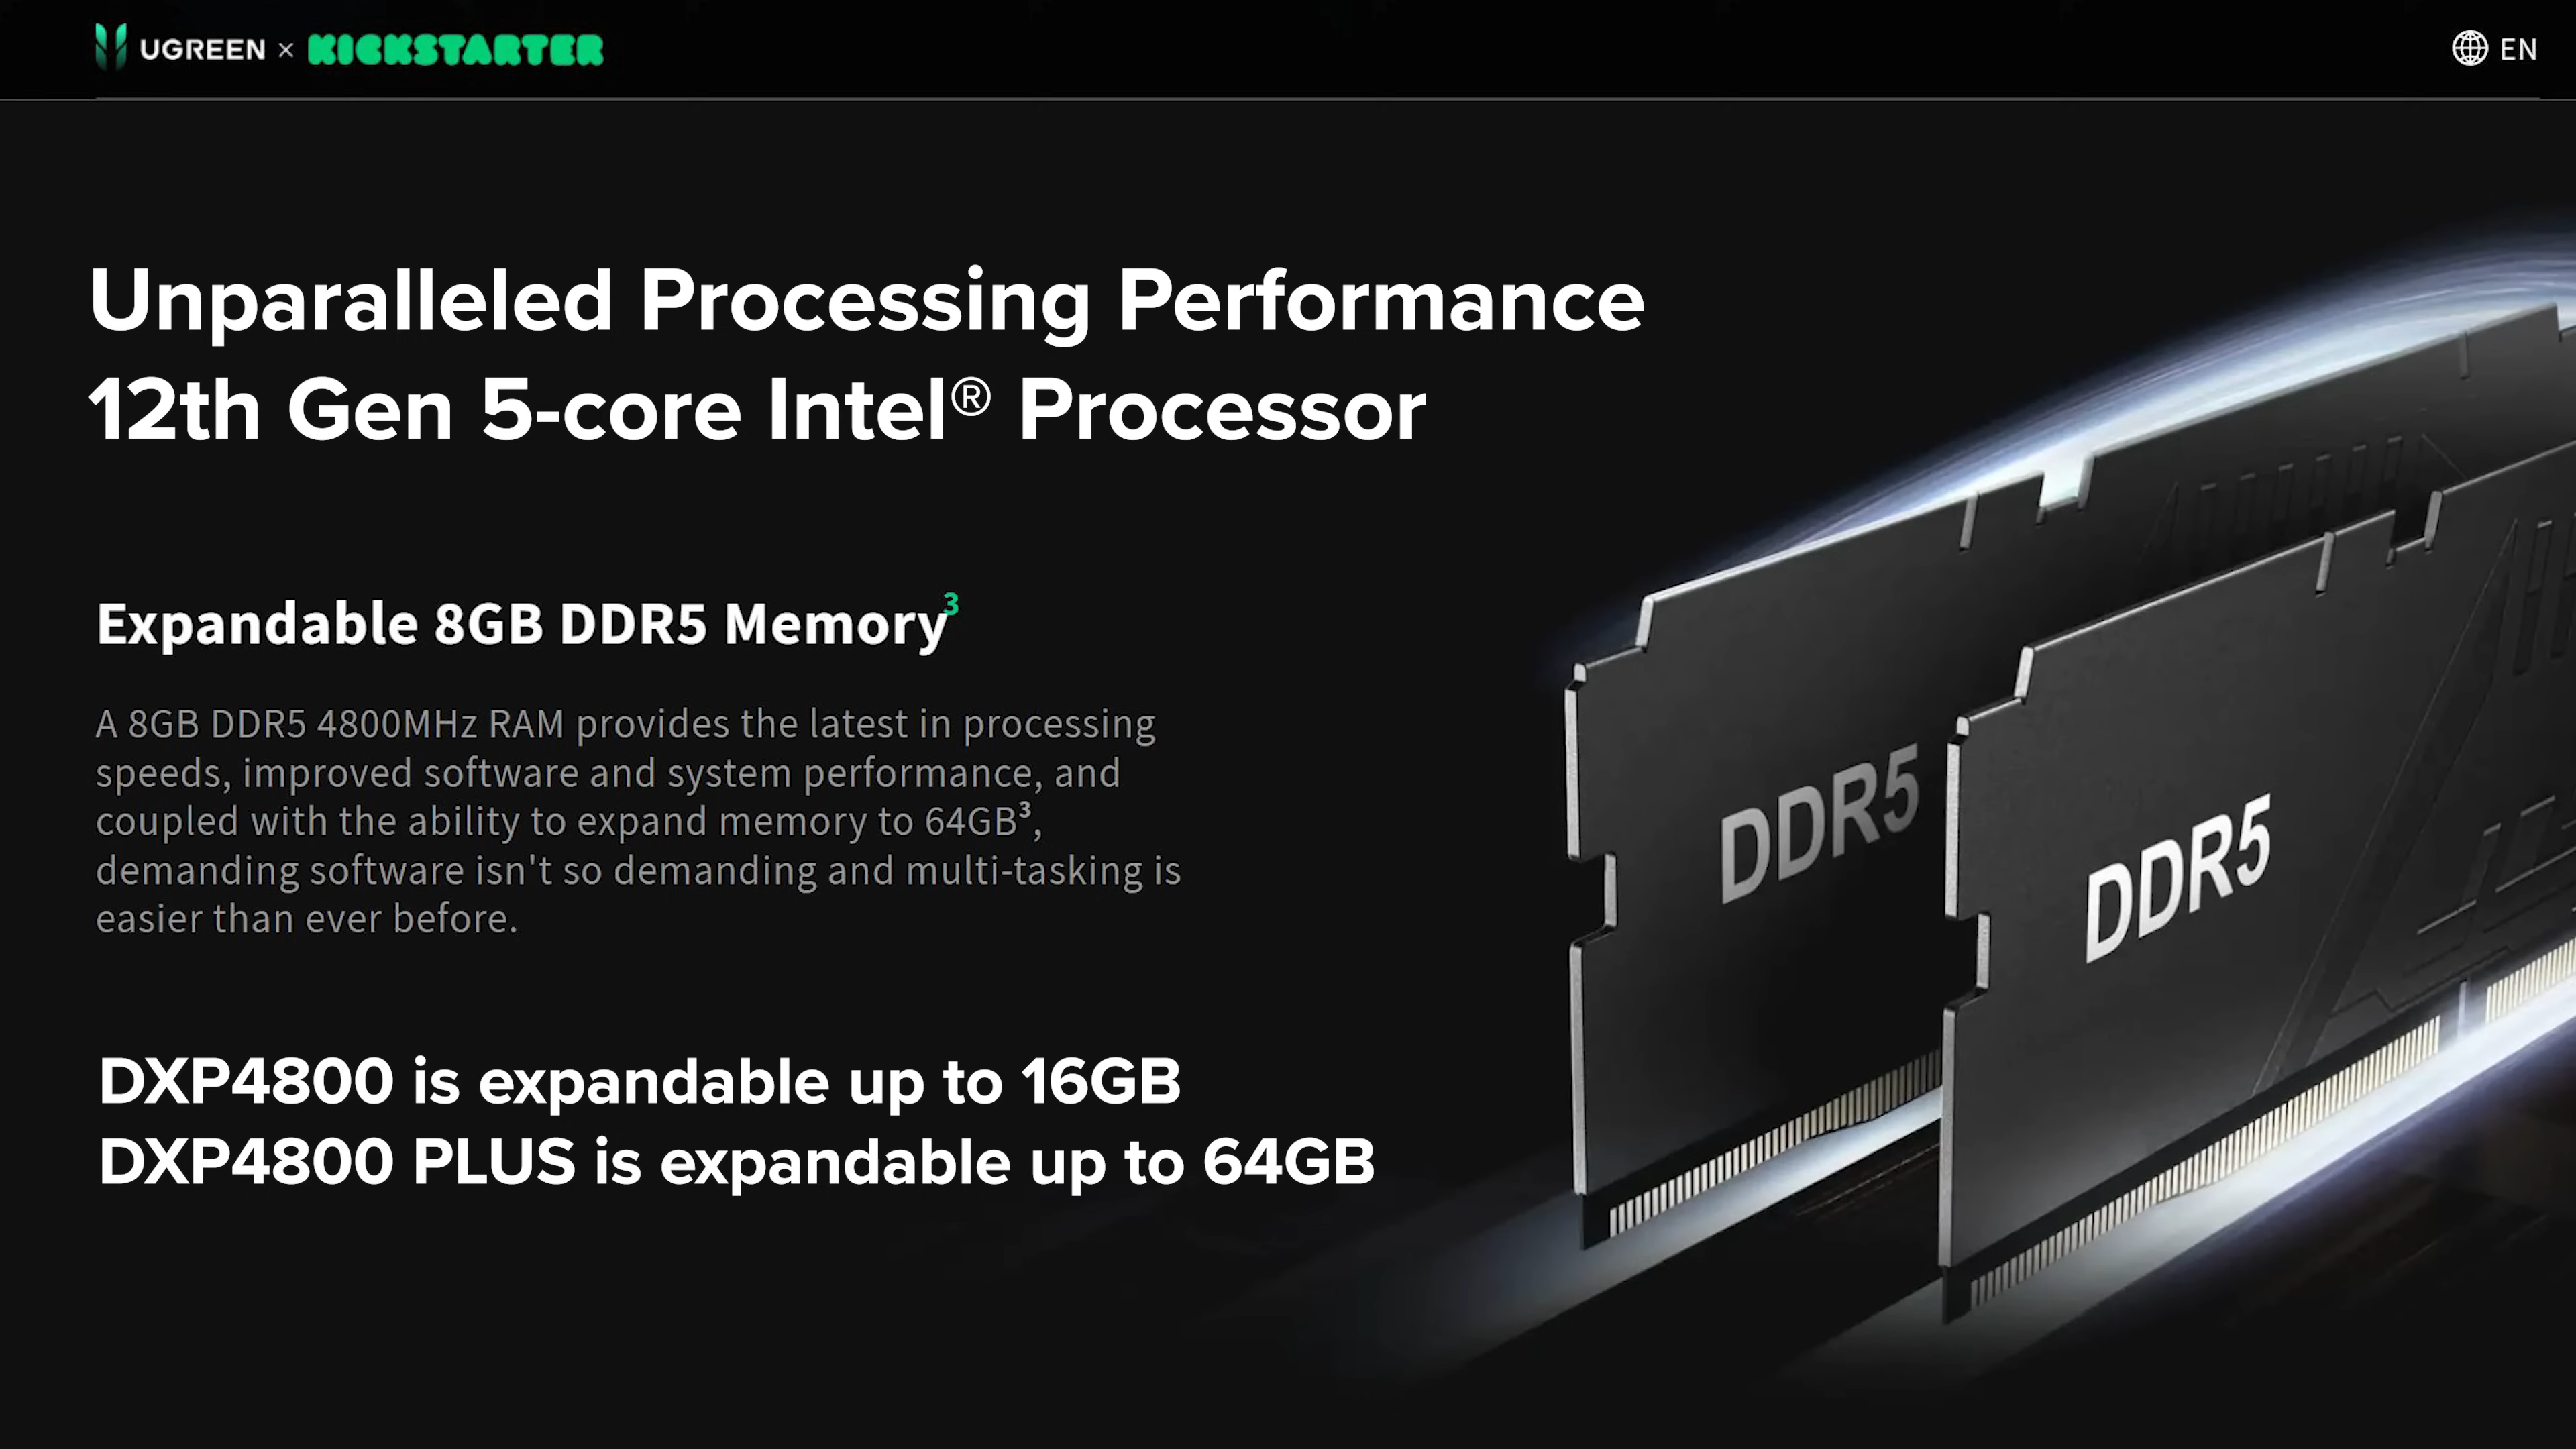 UGREEN × KICKSTARTER
EN
Unparalleled Processing Performance
12th Gen 5-core Intel® Processor
Expandable 8GB DDR5 Memory³
A 8GB DDR5 4800MHz RAM provides the latest in processing
speeds, improved software and system performance, and
coupled with the ability to expand memory to 64GB³,
demanding software isn't so demanding and multi-tasking is
easier than ever before.
DXP4800 is expandable up to 16GB
DXP4800 PLUS is expandable up to 64GB
DDR5
DDR5